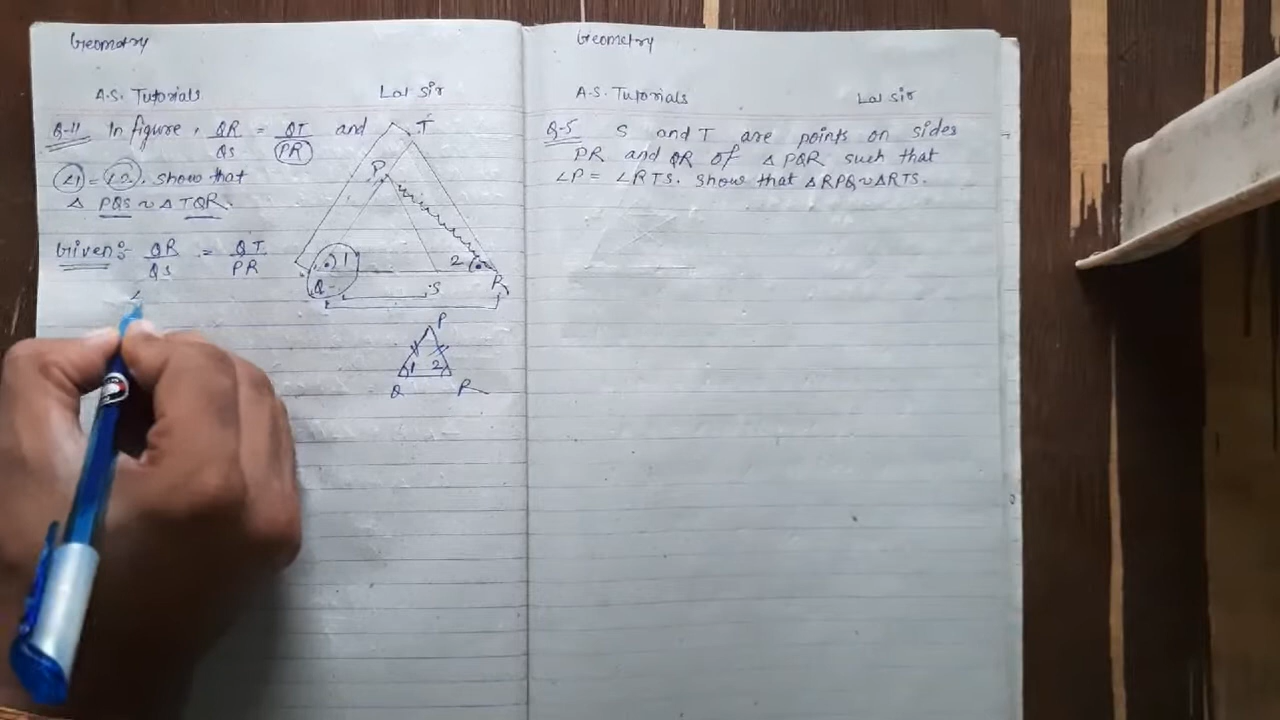 Geometry
A.S. Tutorials Lal Sir
Q-11 In figure, QR/QS = QT/PR and
∠1 = ∠2. show that
△ PQS ~ △ TQR.
Given:- QR/QS = QT/PR
∠
T
P
1
2
Q
S
R
P
1 2
Q R
Geometry
A.S. Tutorials Lal Sir
Q-5 S and T are points on sides
PR and QR of △PQR such that
∠P = ∠RTS. Show that △RPQ ~ △RTS.